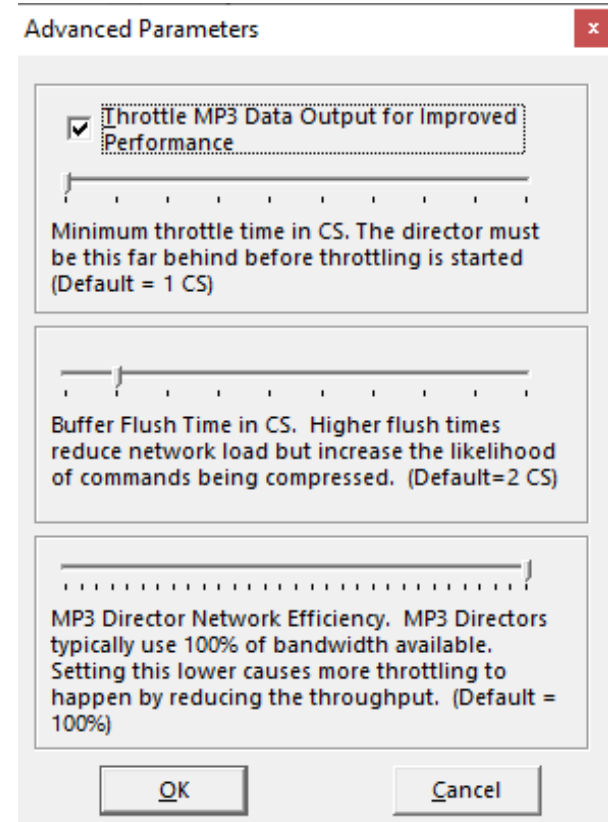 Advanced Parameters
x
Throttle MP3 Data Output for Improved
Performance
Minimum throttle time in CS. The director must
be this far behind before throttling is started
(Default = 1 CS)
Buffer Flush Time in CS.  Higher flush times
reduce network load but increase the likelihood
of commands being compressed.  (Default=2 CS)
MP3 Director Network Efficiency.  MP3 Directors
typically use 100% of bandwidth available.
Setting this lower causes more throttling to
happen by reducing the throughput.  (Default =
100%)
OK
Cancel